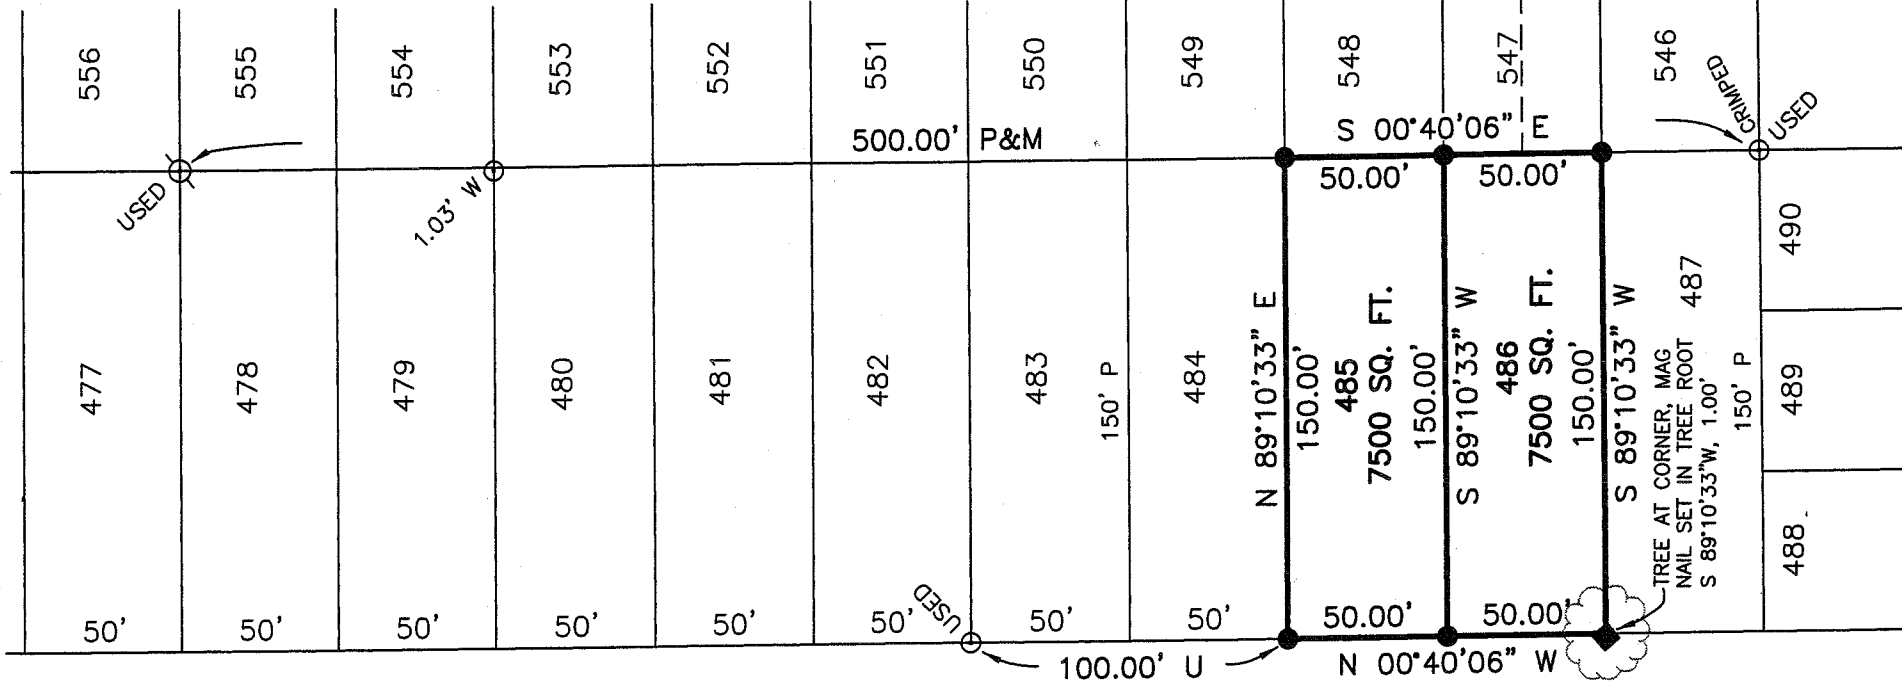 556
555
554
553
552
551
550
549
548
547
546
CRIMPED
USED
500.00' P&M
S 00°40'06" E
50.00'
50.00'
USED
1.03' W
477
478
479
480
481
482
483
150' P
484
N 89°10'33" E
150.00'
485
7500 SQ. FT.
150.00'
S 89°10'33" W
486
7500 SQ. FT.
150.00'
S 89°10'33" W
487
TREE AT CORNER, MAG
NAIL SET IN TREE ROOT
S 89°10'33"W, 1.00'
150' P
490
489
488
50'
50'
50'
50'
50'
50'
USED
50'
50'
50.00'
50.00'
100.00' U
N 00°40'06" W